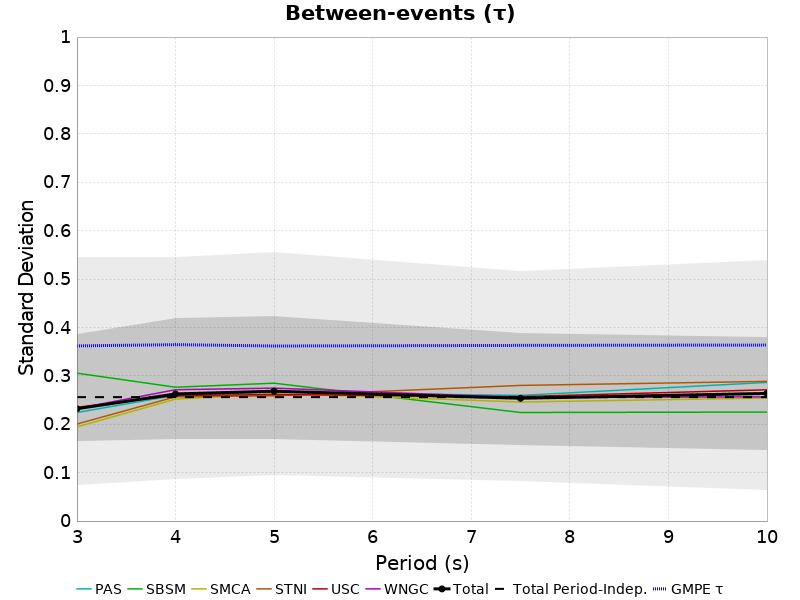 Between-events (τ)
Standard Deviation
1
0.9
0.8
0.7
0.6
0.5
0.4
0.3
0.2
0.1
0
3 4 5 6 7 8 9 10
Period (s)
PAS SBSM SMCA STNI USC WNGC Total Total Period-Indep. GMPE τ